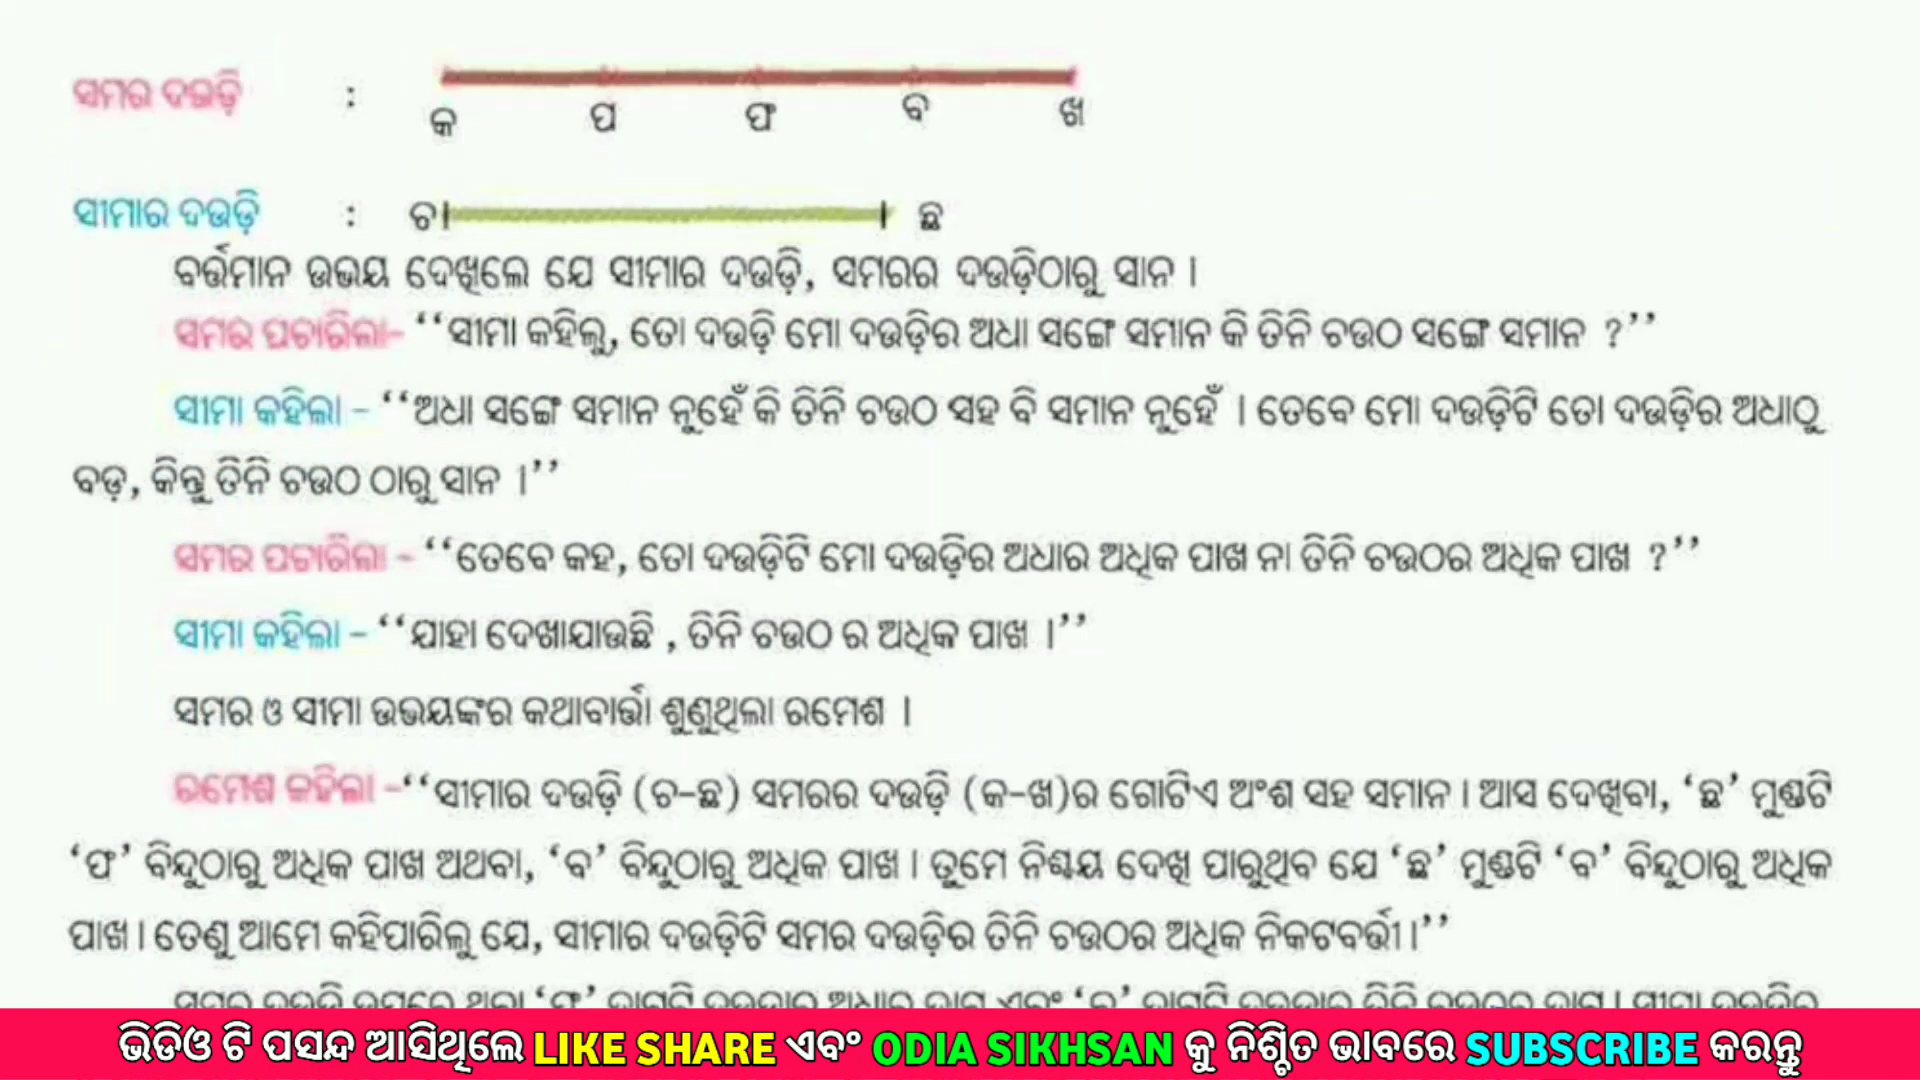 ସମର ଦଉଡ଼ି :
କ ପ ଫ ବ ଖ
ସୀମାର ଦଉଡ଼ି : ଚ ଛ
ବର୍ତ୍ତମାନ ଉଭୟ ଦେଖିଲେ ଯେ ସୀମାର ଦଉଡ଼ି, ସମରର ଦଉଡ଼ିଠାରୁ ସାନ ।
ସମର ପଚାରିଲା- ‘‘ସୀମା କହିଲୁ, ତୋ ଦଉଡ଼ି ମୋ ଦଉଡ଼ିର ଅଧା ସଙ୍ଗେ ସମାନ କି ତିନି ଚଉଠ ସଙ୍ଗେ ସମାନ ?’’
ସୀମା କହିଲା - ‘‘ଅଧା ସଙ୍ଗେ ସମାନ ନୁହେଁ କି ତିନି ଚଉଠ ସହ ବି ସମାନ ନୁହେଁ । ତେବେ ମୋ ଦଉଡ଼ିଟି ତୋ ଦଉଡ଼ିର ଅଧାଠୁ
ବଡ଼, କିନ୍ତୁ ତିନି ଚଉଠ ଠାରୁ ସାନ ।’’
ସମର ପଚାରିଲା - ‘‘ତେବେ କହ, ତୋ ଦଉଡ଼ିଟି ମୋ ଦଉଡ଼ିର ଅଧାର ଅଧିକ ପାଖ ନା ତିନି ଚଉଠର ଅଧିକ ପାଖ ?’’
ସୀମା କହିଲା - ‘‘ଯାହା ଦେଖାଯାଉଛି , ତିନି ଚଉଠ ର ଅଧିକ ପାଖ ।’’
ସମର ଓ ସୀମା ଉଭୟଙ୍କର କଥାବାର୍ତ୍ତା ଶୁଣୁଥିଲା ରମେଶ ।
ରମେଶ କହିଲା -‘‘ସୀମାର ଦଉଡ଼ି (ଚ-ଛ) ସମରର ଦଉଡ଼ି (କ-ଖ)ର ଗୋଟିଏ ଅଂଶ ସହ ସମାନ । ଆସ ଦେଖିବା, ‘ଛ’ ମୁଣ୍ଡଟି
‘ଫ’ ବିନ୍ଦୁଠାରୁ ଅଧିକ ପାଖ ଅଥବା, ‘ବ’ ବିନ୍ଦୁଠାରୁ ଅଧିକ ପାଖ । ତୁମେ ନିଶ୍ଚୟ ଦେଖି ପାରୁଥିବ ଯେ ‘ଛ’ ମୁଣ୍ଡଟି ‘ବ’ ବିନ୍ଦୁଠାରୁ ଅଧିକ
ପାଖ । ତେଣୁ ଆମେ କହିପାରିଲୁ ଯେ, ସୀମାର ଦଉଡ଼ିଟି ସମର ଦଉଡ଼ିର ତିନି ଚଉଠର ଅଧିକ ନିକଟବର୍ତ୍ତୀ।’’
ଭିଡିଓ ଟି ପସନ୍ଦ ଆସିଥିଲେ LIKE SHARE ଏବଂ ODIA SIKHSAN କୁ ନିଶ୍ଚିତ ଭାବରେ SUBSCRIBE କରନ୍ତୁ